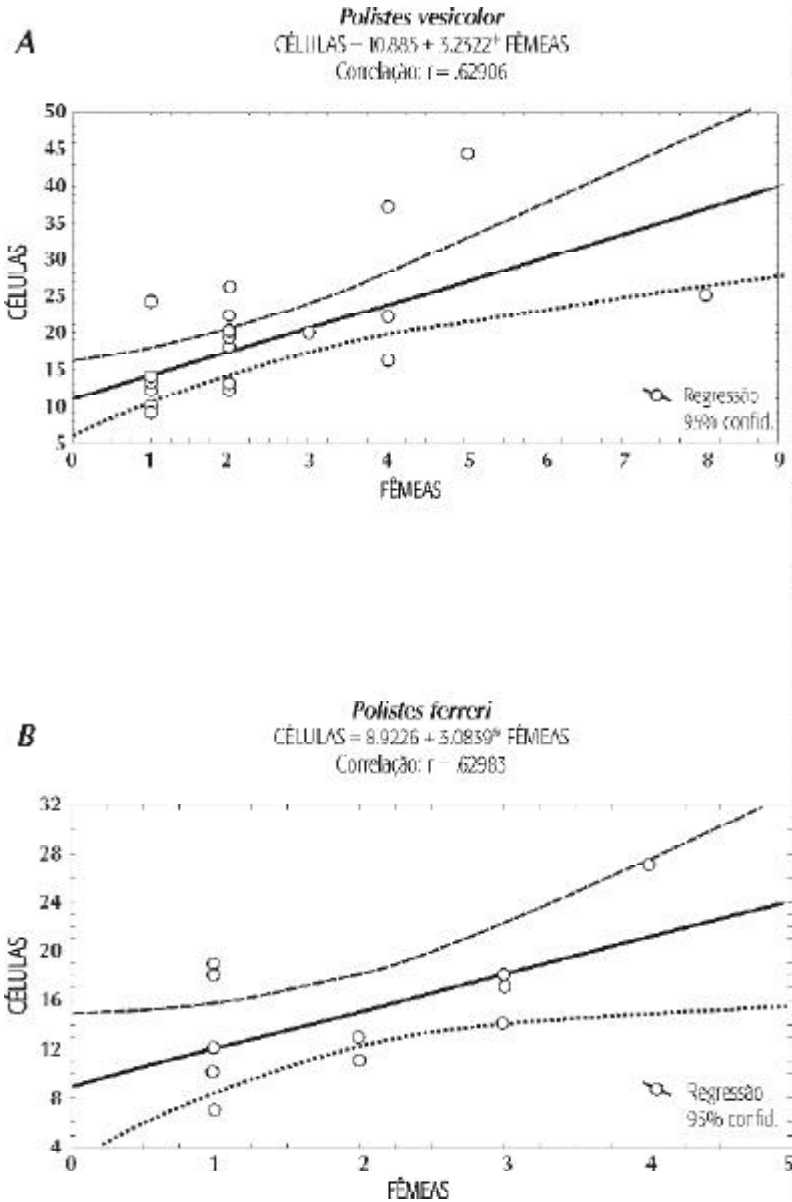 A
Polistes vesicolor
CÉLULAS = 10.885 + 3.2322* FÊMEAS
Correlação: r = .62906
50
45
40
35
30
25
20
15
10
5
CÉLULAS
0 1 2 3 4 5 6 7 8 9
FÊMEAS
Regressão
95% confid.
B
Polistes ferreri
CÉLULAS = 8.9226 + 3.0839* FÊMEAS
Correlação: r = .62983
32
28
24
20
16
12
8
4
CÉLULAS
0 1 2 3 4 5
FÊMEAS
Regressão
95% confid.